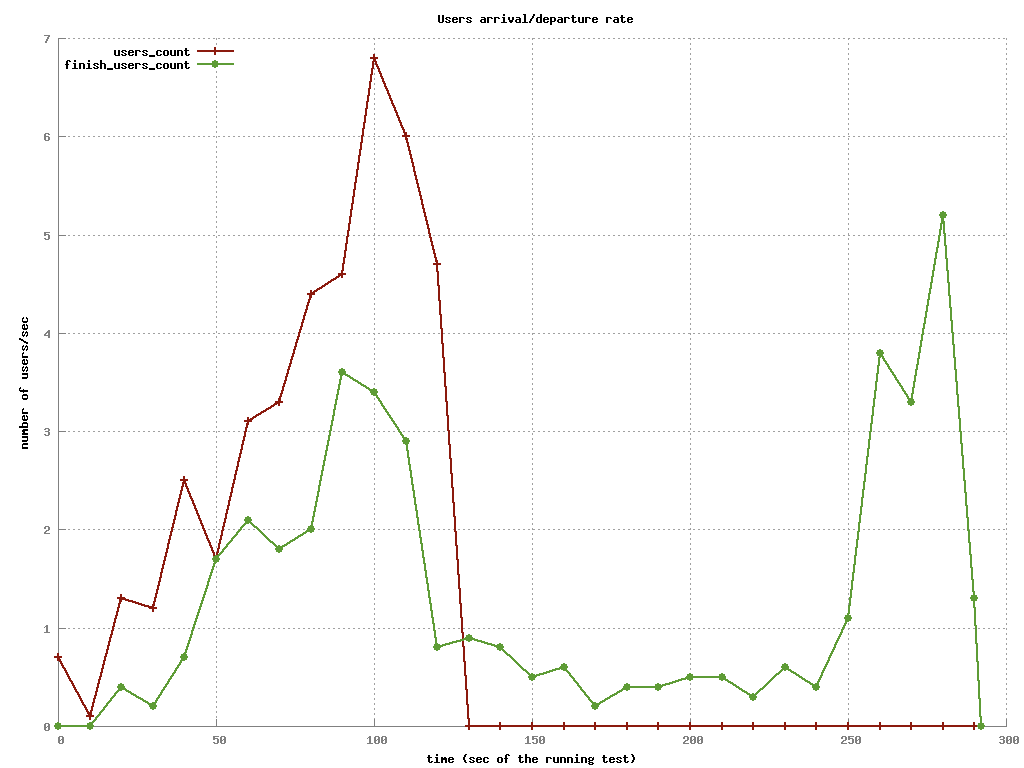 Users arrival/departure rate
7
users_count
finish_users_count
6
5
4
number of users/sec
3
2
1
0
0 50 100 150 200 250 300
time (sec of the running test)